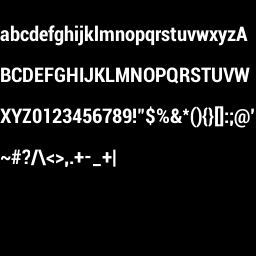 abcdefghijklmnopqrstuvwxyzA
BCDEFGHIJKLMNOPQRSTUVW
XYZ0123456789!"$%&*(){}[]:;@'
~#?/\<>,.+-_+|